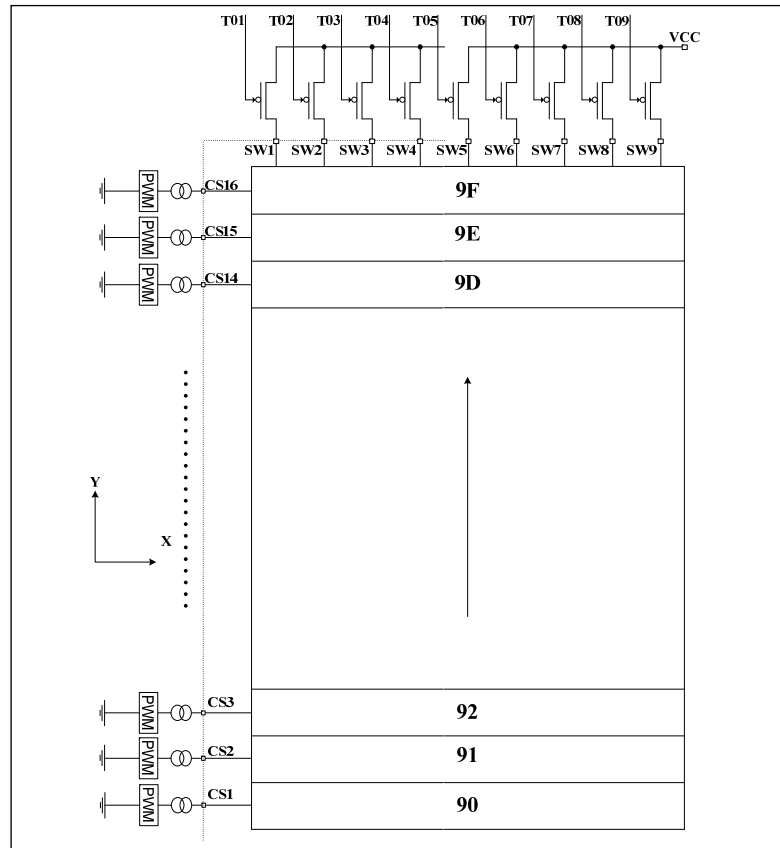 T01 T02 T03 T04 T05 T06 T07 T08 T09
VCC
SW1 SW2 SW3 SW4 SW5 SW6 SW7 SW8 SW9
PWM CS16 9F
PWM CS15 9E
PWM CS14 9D
Y
X
PWM CS3 92
PWM CS2 91
PWM CS1 90